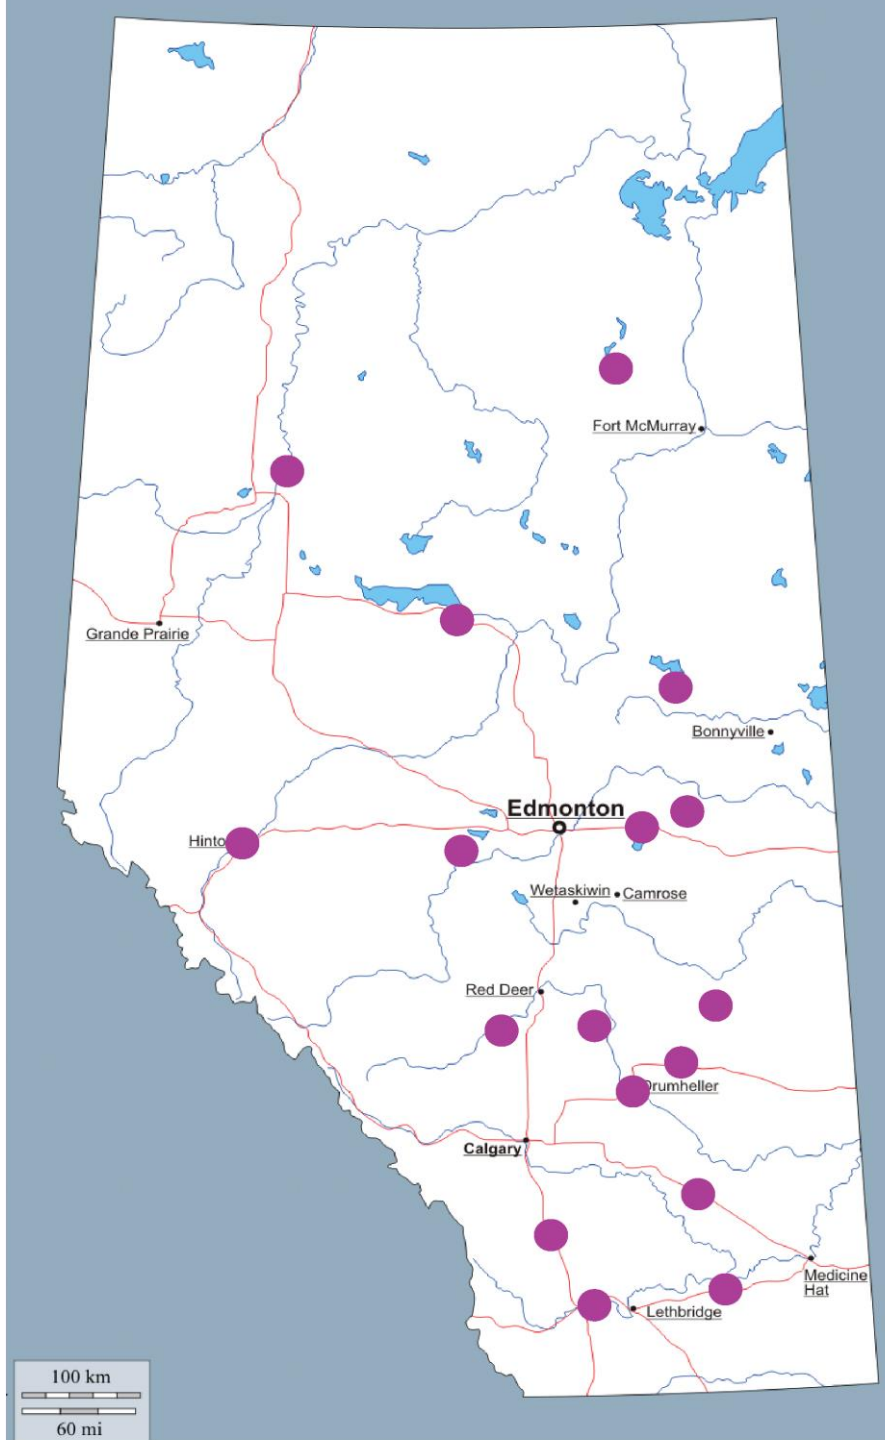 Fort McMurray
Grande Prairie
Bonnyville
Edmonton
Hinto
Wetaskiwin
Camrose
Red Deer
Drumheller
Calgary
Medicine
Hat
Lethbridge
100 km
60 mi